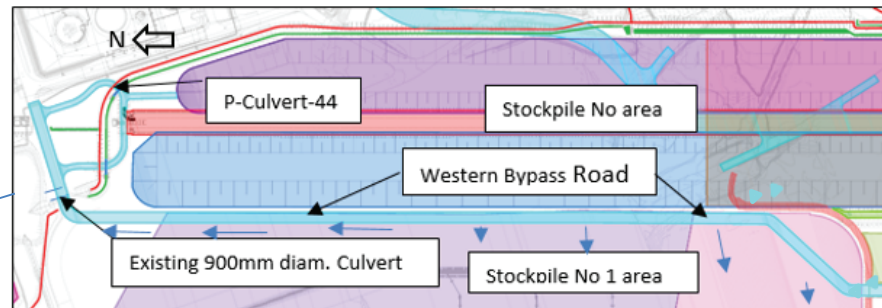 N
P-Culvert-44
Stockpile No area
Western Bypass Road
Existing 900mm diam. Culvert
Stockpile No 1 area